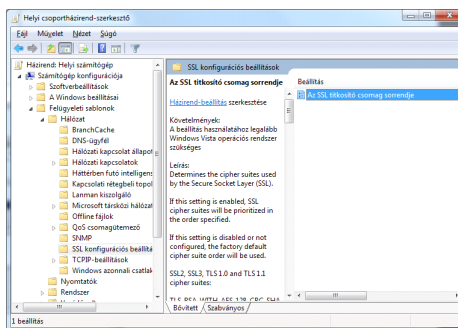 Helyi csoportházirend-szerkesztő
Fájl Művelet Nézet Súgó
Házirend: Helyi számítógép
Számítógép konfigurációja
Szoftverbeállítások
A Windows beállításai
Felügyeleti sablonok
Hálózat
BranchCache
DNS-ügyfél
Hálózati kapcsolat állapot
Hálózati kapcsolatok
Háttérben futó intelligens
Kapcsolati rétegbeli topol
Lanman kiszolgáló
Microsoft társközi hálózat
Offline fájlok
QoS csomagütemező
SNMP
SSL konfigurációs beállítá
TCPIP-beállítások
Windows azonnali csatlak
Nyomtatók
Rendszer
SSL konfigurációs beállítások
Az SSL titkosító csomag sorrendje
Házirend-beállítás szerkesztése
Követelmények:
A beállítás használatához legalább
Windows Vista operációs rendszer
szükséges
Leírás:
Determines the cipher suites used
by the Secure Socket Layer (SSL).
If this setting is enabled, SSL
cipher suites will be prioritized in
the order specified.
If this setting is disabled or not
configured, the factory default
cipher suite order will be used.
SSL2, SSL3, TLS 1.0 and TLS 1.1
cipher suites:
TLS_RSA_WITH_AES_128_CBC_SHA
Beállítás
Az SSL titkosító csomag sorrendje
Bővített Szabványos
1 beállítás